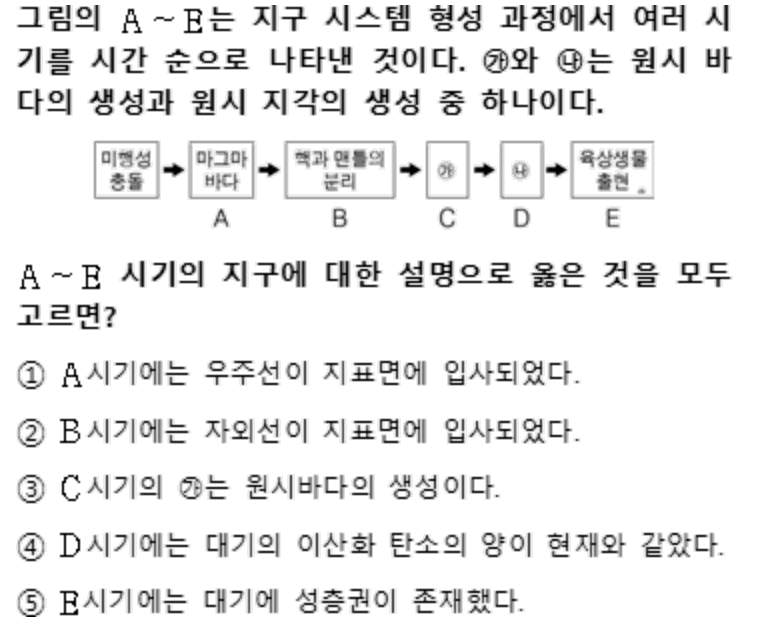 그림의 A ~ E는 지구 시스템 형성 과정에서 여러 시
기를 시간 순으로 나타낸 것이다. ㉮와 ㉯는 원시 바
다의 생성과 원시 지각의 생성 중 하나이다.
미행성 충돌 ➡ 마그마 바다 ➡ 핵과 맨틀의 분리 ➡ ㉮ ➡ ㉯ ➡ 육상생물 출현
A B C D E
A ~ E 시기의 지구에 대한 설명으로 옳은 것을 모두
고르면?
① A시기에는 우주선이 지표면에 입사되었다.
② B시기에는 자외선이 지표면에 입사되었다.
③ C시기의 ㉮는 원시바다의 생성이다.
④ D시기에는 대기의 이산화 탄소의 양이 현재와 같았다.
⑤ E시기에는 대기에 성층권이 존재했다.